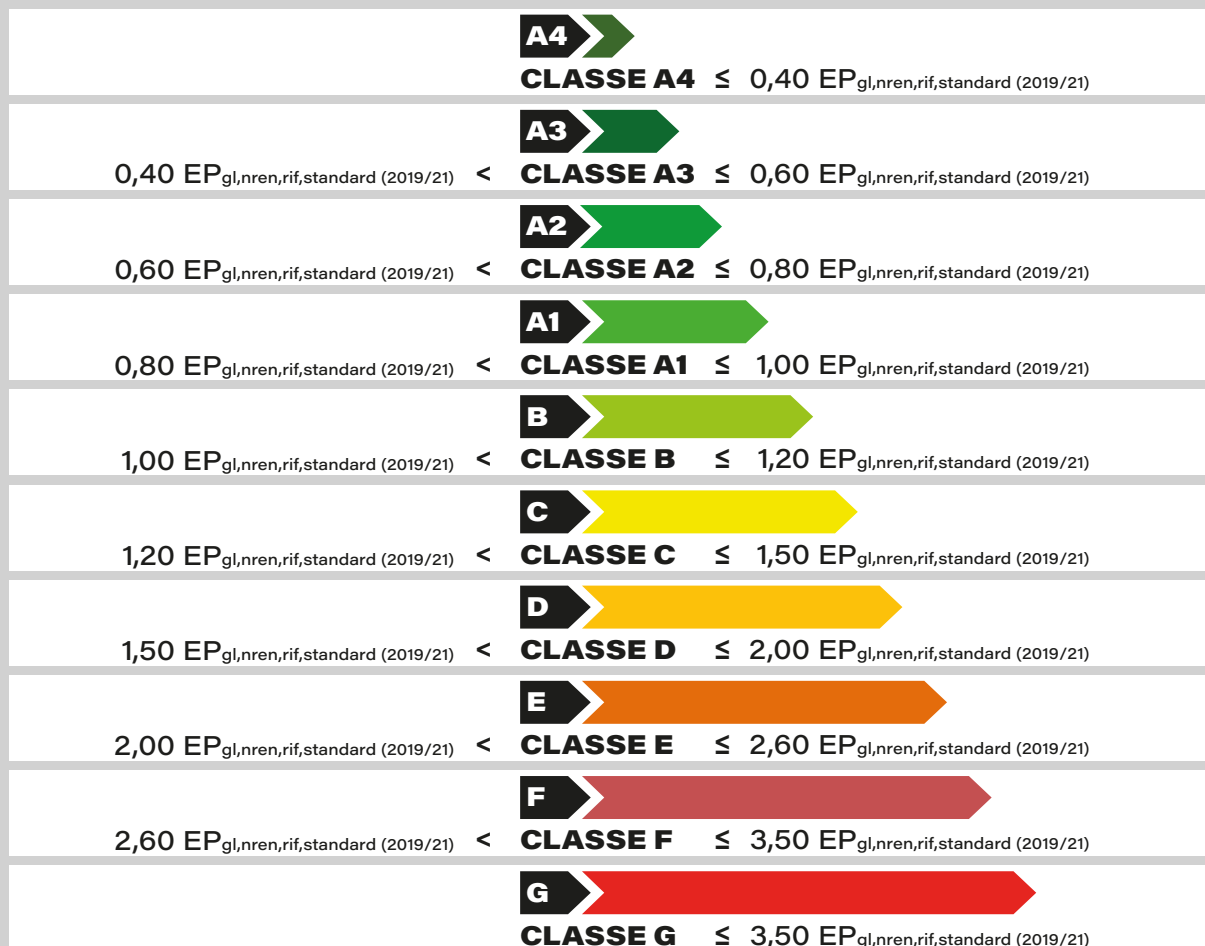 A4
CLASSE A4 ≤ 0,40 EPgl,nren,rif,standard (2019/21)
A3
0,40 EPgl,nren,rif,standard (2019/21) < CLASSE A3 ≤ 0,60 EPgl,nren,rif,standard (2019/21)
A2
0,60 EPgl,nren,rif,standard (2019/21) < CLASSE A2 ≤ 0,80 EPgl,nren,rif,standard (2019/21)
A1
0,80 EPgl,nren,rif,standard (2019/21) < CLASSE A1 ≤ 1,00 EPgl,nren,rif,standard (2019/21)
B
1,00 EPgl,nren,rif,standard (2019/21) < CLASSE B ≤ 1,20 EPgl,nren,rif,standard (2019/21)
C
1,20 EPgl,nren,rif,standard (2019/21) < CLASSE C ≤ 1,50 EPgl,nren,rif,standard (2019/21)
D
1,50 EPgl,nren,rif,standard (2019/21) < CLASSE D ≤ 2,00 EPgl,nren,rif,standard (2019/21)
E
2,00 EPgl,nren,rif,standard (2019/21) < CLASSE E ≤ 2,60 EPgl,nren,rif,standard (2019/21)
F
2,60 EPgl,nren,rif,standard (2019/21) < CLASSE F ≤ 3,50 EPgl,nren,rif,standard (2019/21)
G
CLASSE G ≤ 3,50 EPgl,nren,rif,standard (2019/21)